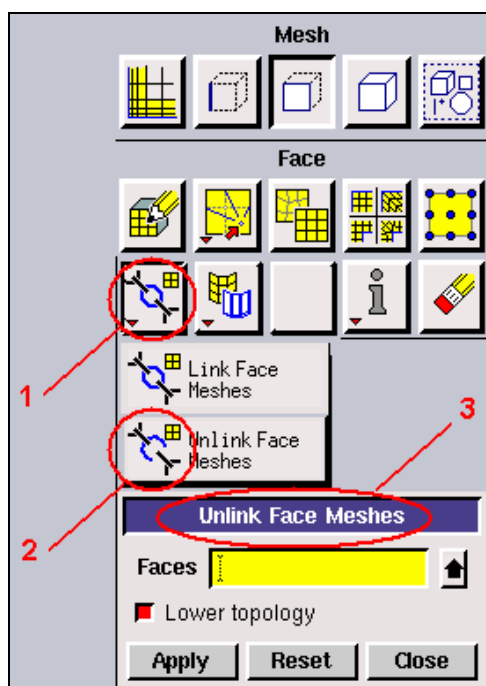 Mesh
Face
1
Link Face
Meshes
3
Unlink Face
Meshes
2
Unlink Face Meshes
Faces
Lower topology
Apply Reset Close